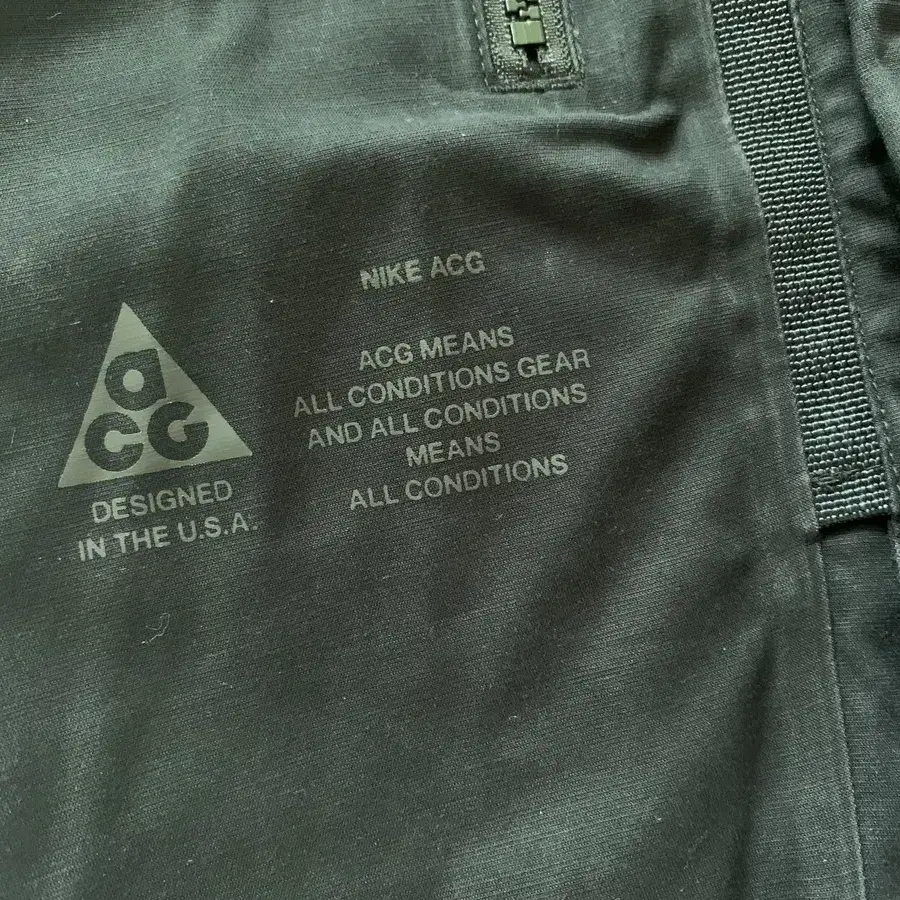 NIKE ACG
ACG MEANS
ALL CONDITIONS GEAR
AND ALL CONDITIONS
MEANS
ALL CONDITIONS
aCG
DESIGNED
IN THE U.S.A.